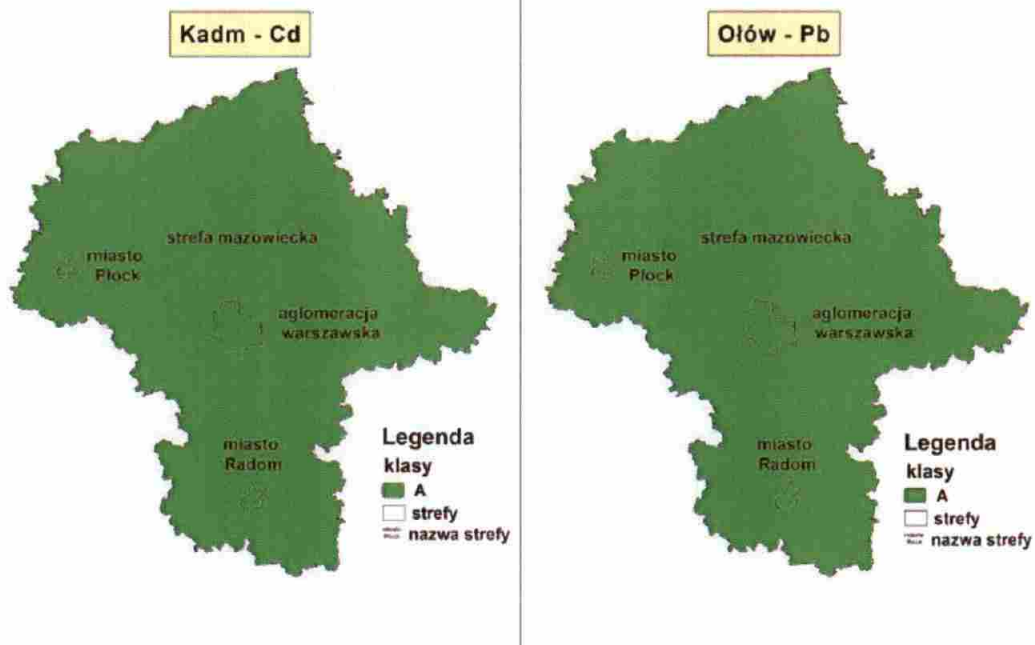 Kadm - Cd
strefa mazowiecka
miasto
Płock
aglomeracja
warszawska
miasto
Radom
Legenda
klasy
A
strefy
nazwa strefy
Ołów - Pb
strefa mazowiecka
miasto
Płock
aglomeracja
warszawska
miasto
Radom
Legenda
klasy
A
strefy
nazwa strefy